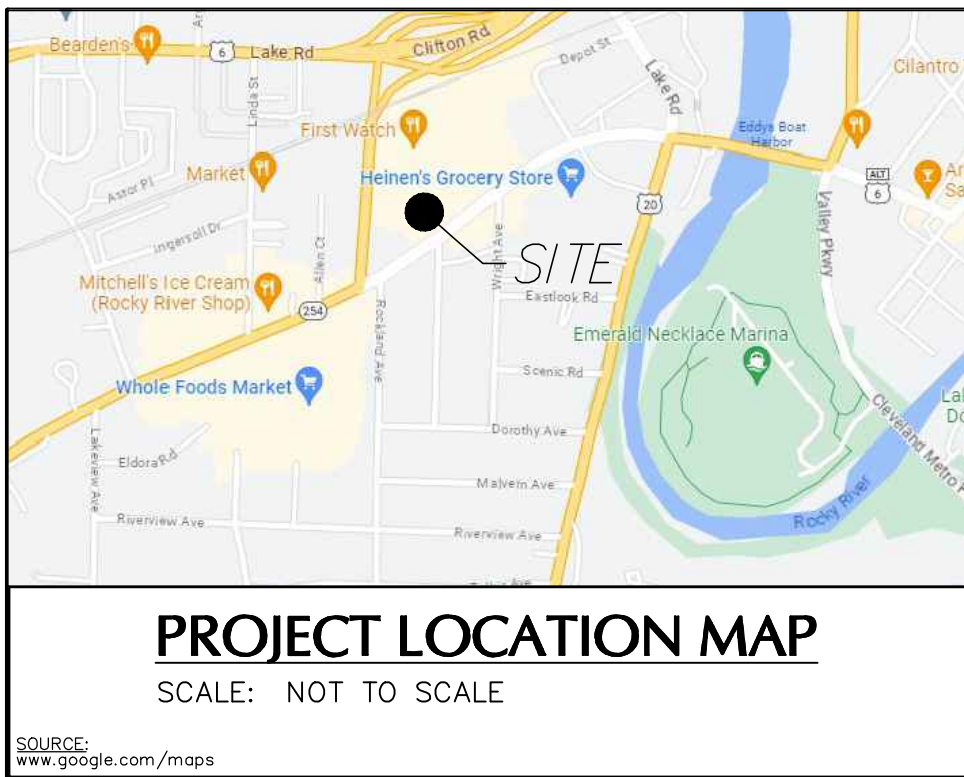 Bearden's
6
Lake Rd
Clifton Rd
Depot St
Lake Rd
Cilantro
Linda St
First Watch
Eddys Boat
Harbor
Market
Heinen's Grocery Store
ALT
6
Astor Pl
20
Valley Pkwy
Ingersoll Dr
Allen Ct
Wright Ave
SITE
Mitchell's Ice Cream
(Rocky River Shop)
254
Eastlook Rd
Rockland Ave
Emerald Necklace Marina
Whole Foods Market
Scenic Rd
Lakeview Ave
Dorothy Ave
Cleveland Metro
Eldora Rd
Malvern Ave
Rocky River
Riverview Ave
Riverview Ave
PROJECT LOCATION MAP
SCALE: NOT TO SCALE
SOURCE:
www.google.com/maps